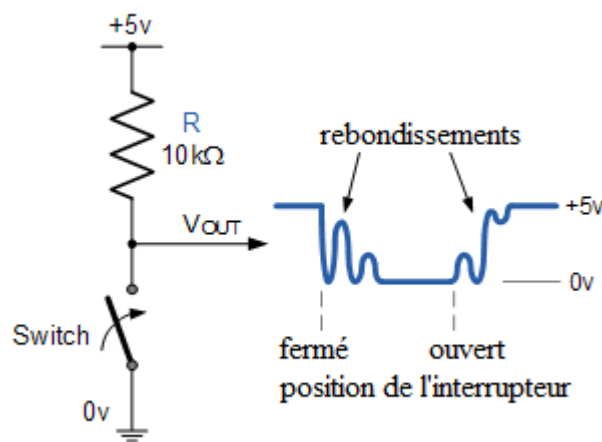 +5v
R
10kΩ
rebondissements
VOUT
+5v
0v
Switch
fermé
ouvert
position de l'interrupteur
0v